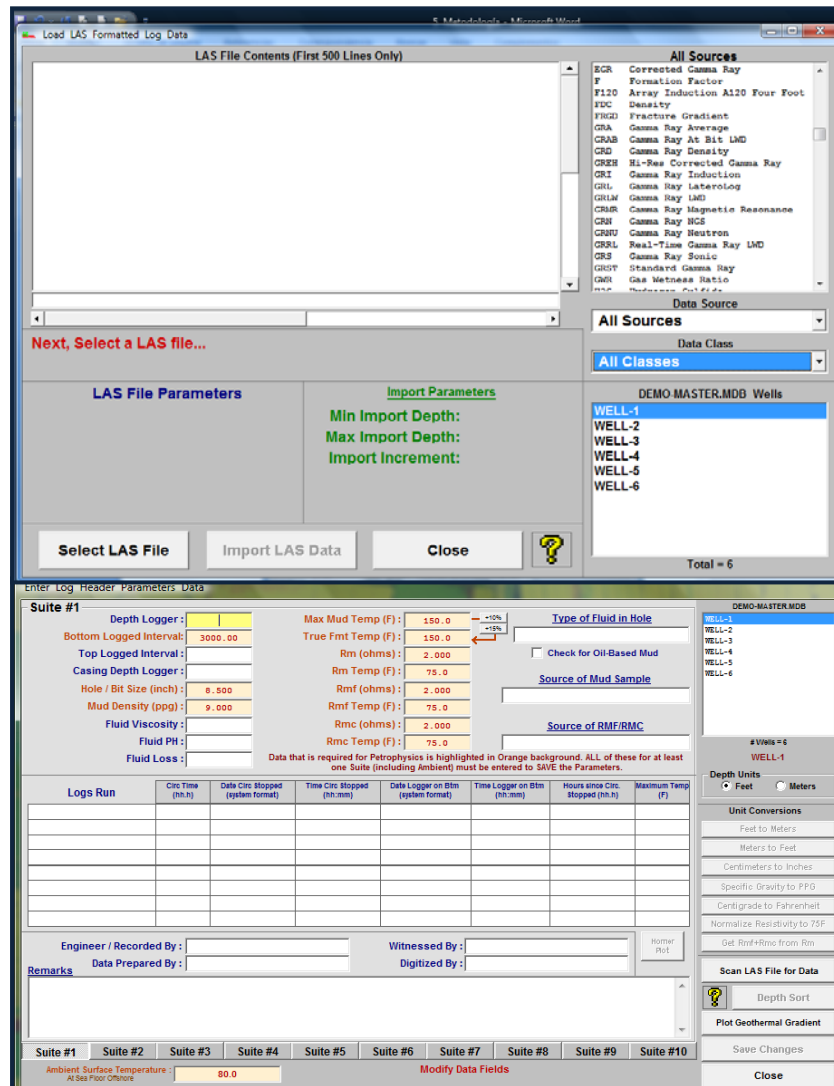 5. Metodologia - Microsoft Word
Load LAS Formatted Log Data
LAS File Contents (First 500 Lines Only)
All Sources
EGR Corrected Gamma Ray
F Formation Factor
F120 Array Induction A120 Four Foot
FDC Density
FRGD Fracture Gradient
GRA Gamma Ray Average
GRAB Gamma Ray At Bit LWD
GRD Gamma Ray Density
GREH Hi-Res Corrected Gamma Ray
GRI Gamma Ray Induction
GRL Gamma Ray LateroLog
GRLW Gamma Ray LWD
GRMR Gamma Ray Magnetic Resonance
GRN Gamma Ray NGS
GRNU Gamma Ray Neutron
GRRL Real-Time Gamma Ray LWD
GRS Gamma Ray Sonic
GRST Standard Gamma Ray
GWR Gas Wetness Ratio
Data Source
All Sources
Next, Select a LAS file...
Data Class
All Classes
LAS File Parameters
Import Parameters
Min Import Depth:
Max Import Depth:
Import Increment:
DEMO-MASTER.MDB Wells
WELL-1
WELL-2
WELL-3
WELL-4
WELL-5
WELL-6
Select LAS File
Import LAS Data
Close
?
Total = 6
Enter Log Header Parameters Data
Suite #1
Depth Logger :
Bottom Logged Interval: 3000.00
Top Logged Interval :
Casing Depth Logger :
Hole / Bit Size (inch) : 8.500
Mud Density (ppg) : 9.000
Fluid Viscosity :
Fluid PH :
Fluid Loss :
Max Mud Temp (F) : 150.0
+10%
+15%
True Fmt Temp (F) : 150.0
Rm (ohms) : 2.000
Rm Temp (F) : 75.0
Rmf (ohms) : 2.000
Rmf Temp (F) : 75.0
Rmc (ohms) : 2.000
Rmc Temp (F) : 75.0
Type of Fluid in Hole
Check for Oil-Based Mud
Source of Mud Sample
Source of RMF/RMC
Data that is required for Petrophysics is highlighted in Orange background. ALL of these for at least
one Suite (including Ambient) must be entered to SAVE the Parameters.
DEMO-MASTER.MDB
WELL-1
WELL-2
WELL-3
WELL-4
WELL-5
WELL-6
# Wells = 6
WELL-1
Depth Units
Feet Meters
Logs Run
Circ Time (hh.h)
Date Circ Stopped (system format)
Time Circ Stopped (hh:mm)
Date Logger on Btm (system format)
Time Logger on Btm (hh:mm)
Hours since Circ. Stopped (hh.h)
Maximum Temp (F)
Unit Conversions
Feet to Meters
Meters to Feet
Centimeters to Inches
Specific Gravity to PPG
Centigrade to Fahrenheit
Normalize Resistivity to 75F
Get Rmf+Rmc from Rm
Engineer / Recorded By :
Witnessed By :
Horner Plot
Data Prepared By :
Digitized By :
Remarks
Scan LAS File for Data
?
Depth Sort
Plot Geothermal Gradient
Save Changes
Close
Suite #1 Suite #2 Suite #3 Suite #4 Suite #5 Suite #6 Suite #7 Suite #8 Suite #9 Suite #10
Ambient Surface Temperature : 80.0
At Sea Floor Offshore
Modify Data Fields